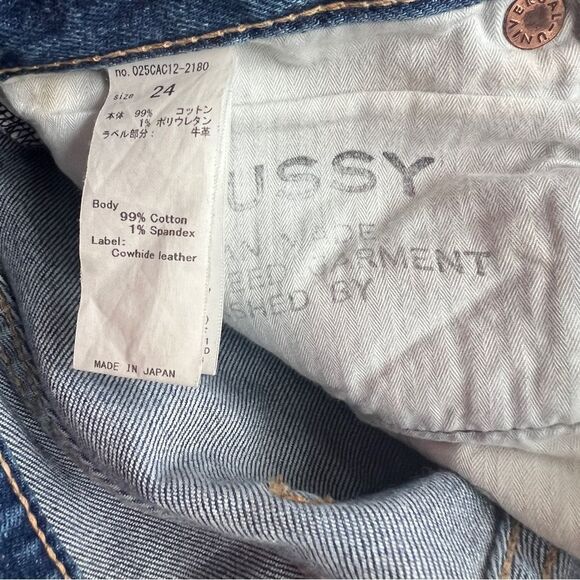 no. 025CAC12-2180
size 24
本体 99% コットン
1% ポリウレタン
ラベル部分: 牛革
Body
99% Cotton
1% Spandex
Label:
Cowhide leather
MADE IN JAPAN
USSY
GARMENT
BY
UNIVERSAL